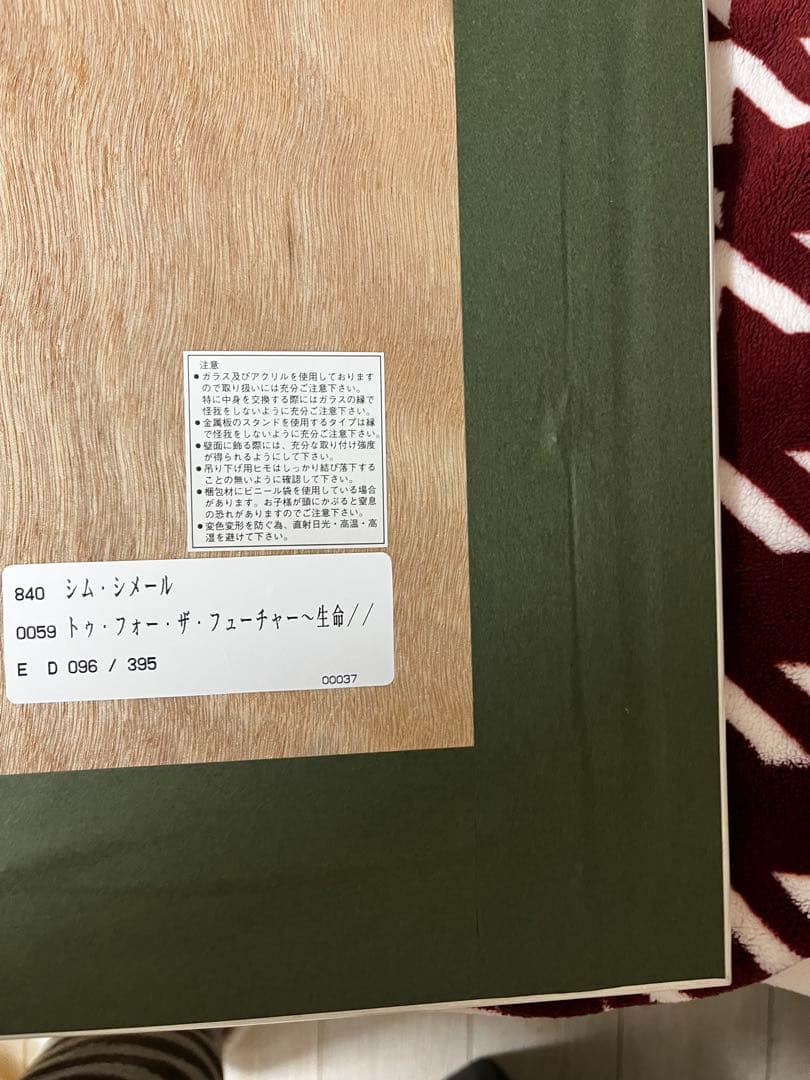 注意
●ガラス及びアクリルを使用しております
ので取り扱いには充分ご注意下さい。
特に中身を交換する際にはガラスの縁で
怪我をしないように充分ご注意下さい。
●金属板のスタンドを使用するタイプは縁
で怪我をしないように充分ご注意下さい。
●壁面に飾る際には、充分な取り付け強度
が得られるようにして下さい。
●吊り下げ用ヒモはしっかり結び落下する
ことの無いように確認して下さい。
●梱包材にビニール袋を使用している場合
があります。お子様が頭にかぶると窒息
の恐れがありますのでご注意下さい。
●変色変形を防ぐ為、直射日光・高温・高
湿を避けて下さい。
840 シム・シメール
0059 トゥ・フォー・ザ・フューチャー〜生命//
E D 096 / 395
00037